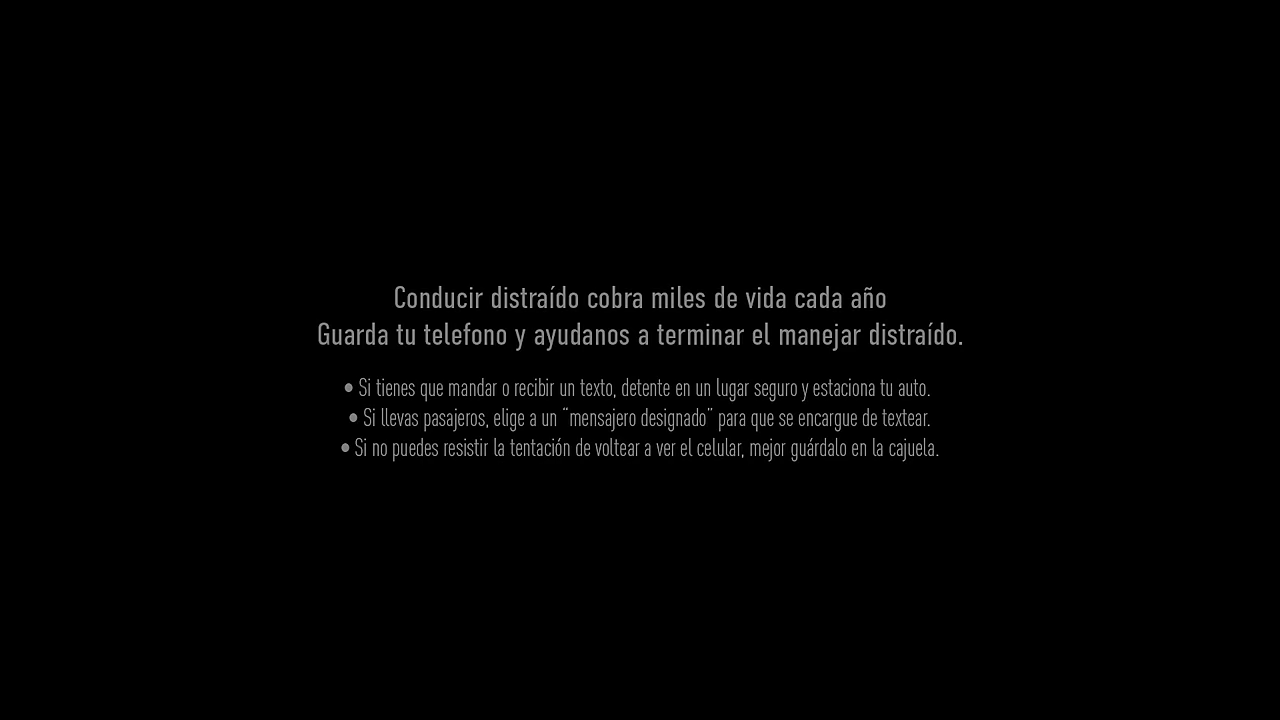 Conducir distraído cobra miles de vida cada año
Guarda tu telefono y ayudanos a terminar el manejar distraído.
• Si tienes que mandar o recibir un texto, detente en un lugar seguro y estaciona tu auto.
• Si llevas pasajeros, elige a un “mensajero designado” para que se encargue de textear.
• Si no puedes resistir la tentación de voltear a ver el celular, mejor guárdalo en la cajuela.